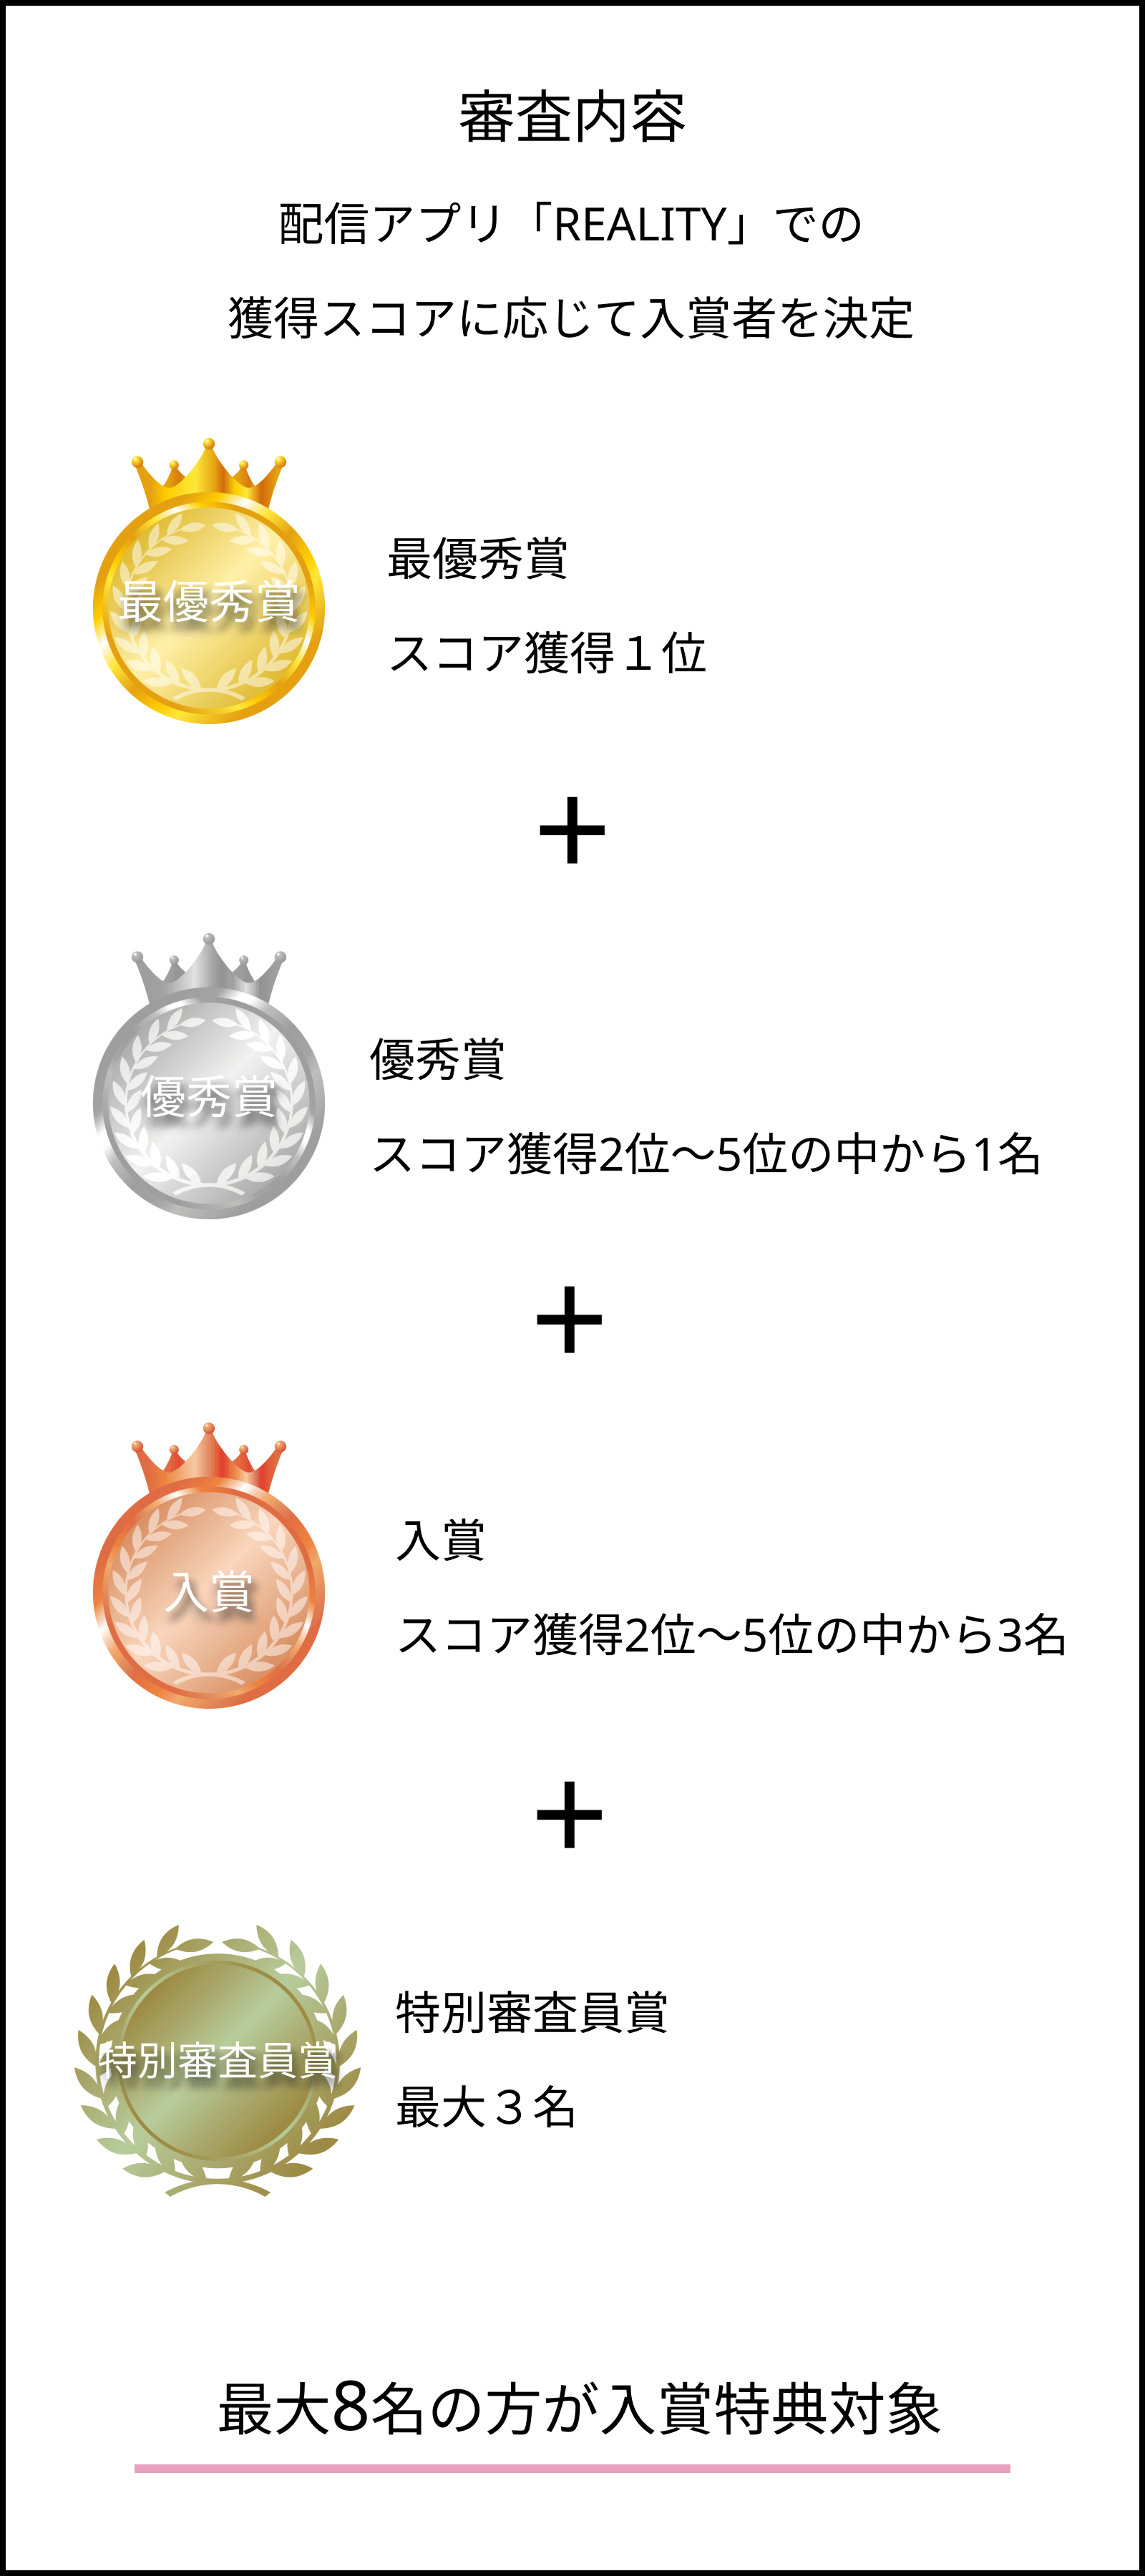 審査内容
配信アプリ「REALITY」での
獲得スコアに応じて入賞者を決定
最優秀賞
最優秀賞
スコア獲得１位
+
優秀賞
優秀賞
スコア獲得2位〜5位の中から1名
+
入賞
入賞
スコア獲得2位〜5位の中から3名
+
特別審査員賞
特別審査員賞
最大３名
最大8名の方が入賞特典対象